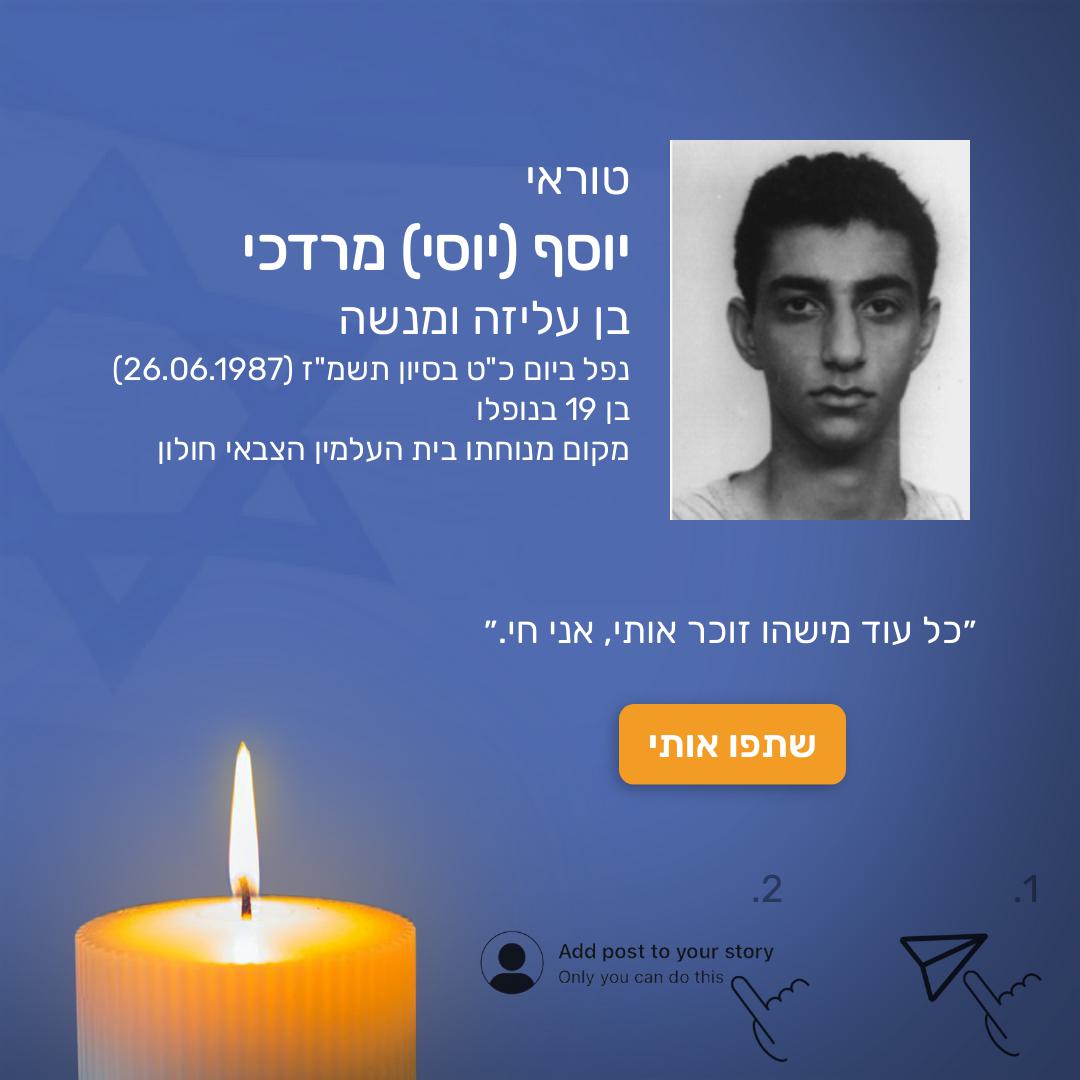 טוראי
יוסף (יוסי) מרדכי
בן עליזה ומנשה
נפל ביום כ"ט בסיון תשמ"ז (26.06.1987)
בן 19 בנופלו
מקום מנוחתו בית העלמין הצבאי חולון
״כל עוד מישהו זוכר אותי, אני חי.״
שתפו אותי
1.
2.
Add post to your story
Only you can do this